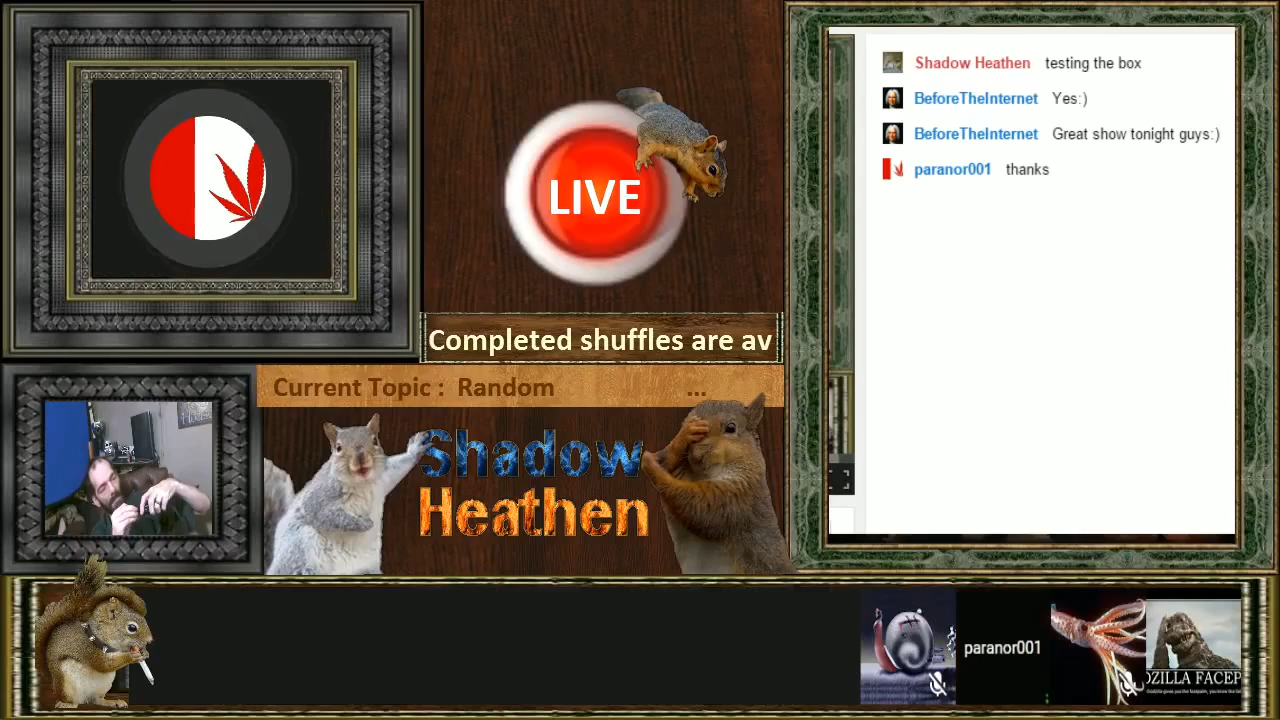 LIVE
Completed shuffles are av
Current Topic : Random ...
Shadow
Heathen
Shadow Heathen testing the box
BeforeTheInternet Yes:)
BeforeTheInternet Great show tonight guys:)
paranor001 thanks
paranor001
DZILLA FACEP